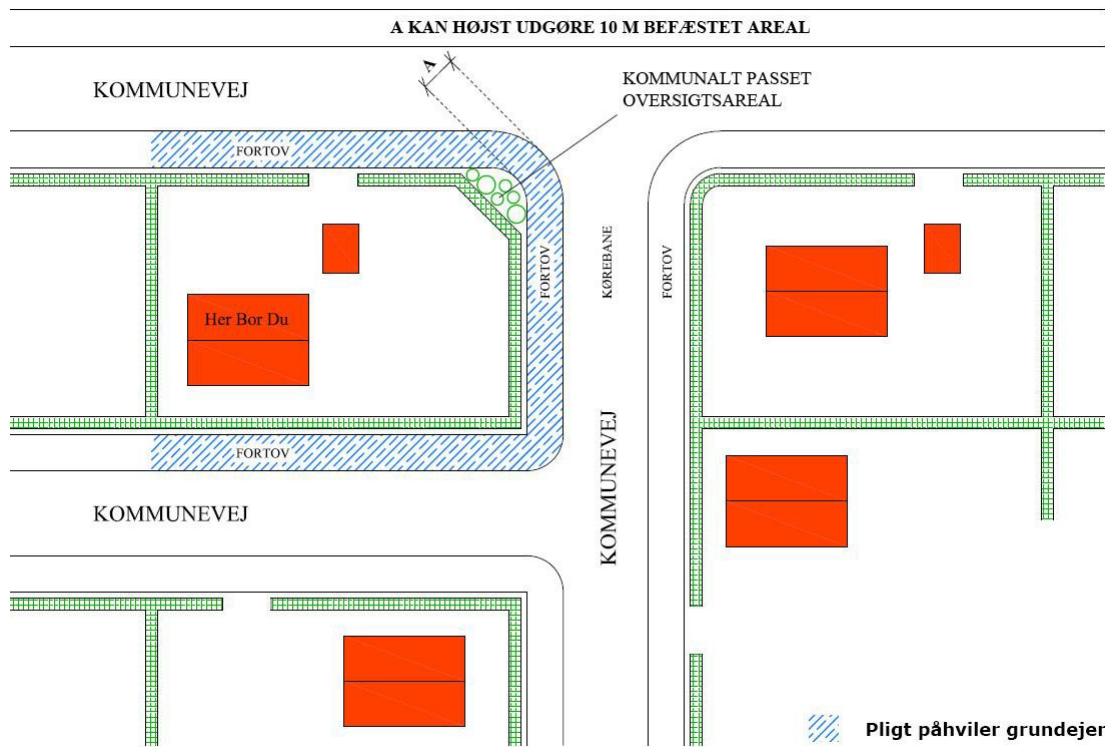 A KAN HØJST UDGØRE 10 M BEFÆSTET AREAL
A
KOMMUNEVEJ
KOMMUNALT PASSET
OVERSIGTSAREAL
FORTOV
FORTOV
KØREBANE
FORTOV
Her Bor Du
FORTOV
KOMMUNEVEJ
KOMMUNEVEJ
Pligt påhviler grundejer